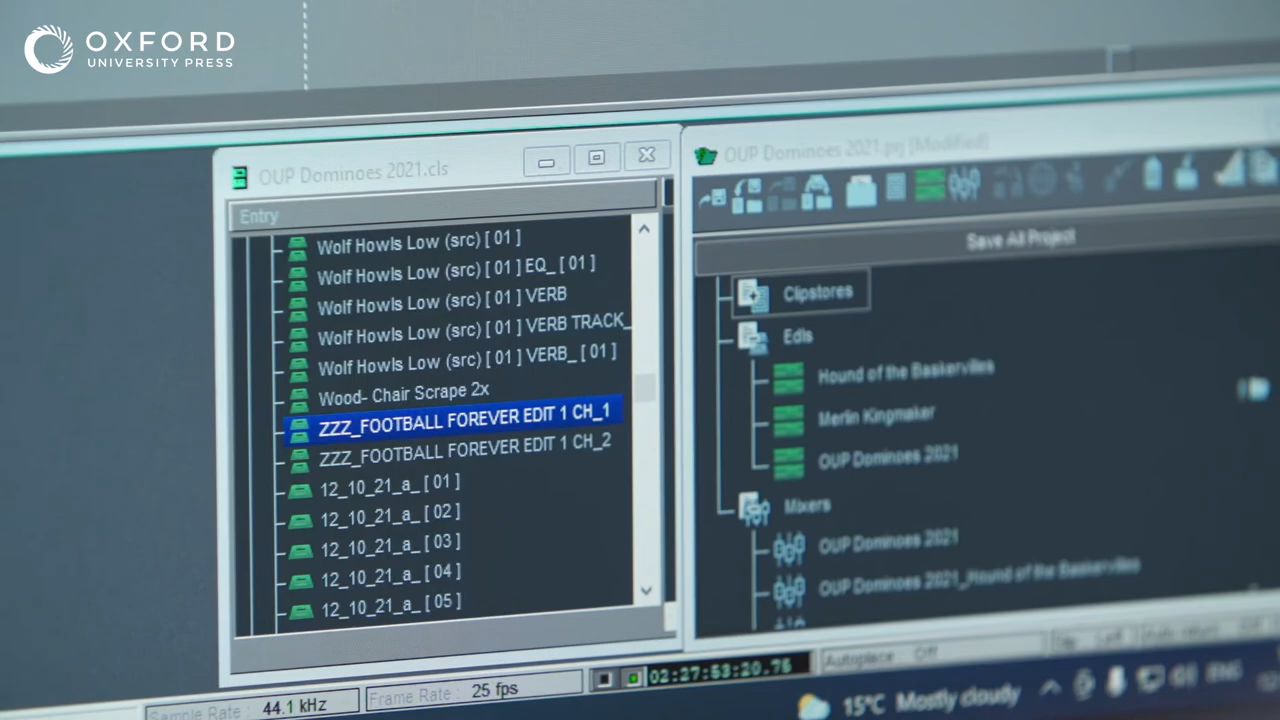 OXFORD
UNIVERSITY PRESS
OUP Dominoes 2021.cls
Entry
Wolf Howls Low (src) [ 01 ]
Wolf Howls Low (src) [ 01 ] EQ_ [ 01 ]
Wolf Howls Low (src) [ 01 ] VERB
Wolf Howls Low (src) [ 01 ] VERB TRACK_
Wolf Howls Low (src) [ 01 ] VERB_ [ 01 ]
Wood- Chair Scrape 2x
ZZZ_FOOTBALL FOREVER EDIT 1 CH_1
ZZZ_FOOTBALL FOREVER EDIT 1 CH_2
12_10_21_a_ [ 01 ]
12_10_21_a_ [ 02 ]
12_10_21_a_ [ 03 ]
12_10_21_a_ [ 04 ]
12_10_21_a_ [ 05 ]
OUP Dominoes 2021.prj [Modified]
Save All Project
Clipstores
Edls
Hound of the Baskervilles
Merlin Kingmaker
OUP Dominoes 2021
Mixers
OUP Dominoes 2021
OUP Dominoes 2021_Hound of the Baskervilles
Sample Rate : 44.1 kHz
Frame Rate : 25 fps
02:27:53:20.76
Autoplace Off
15°C Mostly cloudy
ENG